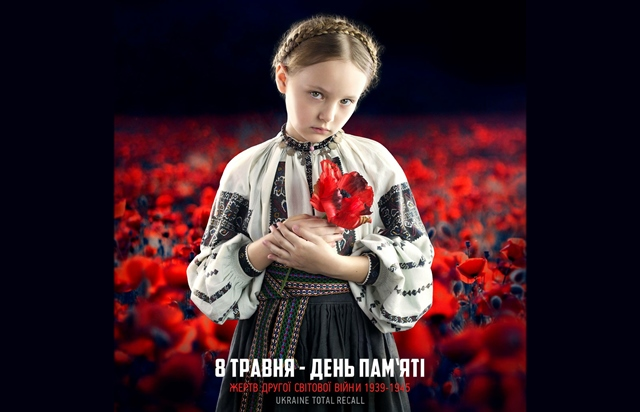 8 ТРАВНЯ - ДЕНЬ ПАМ`ЯТІ
ЖЕРТВ ДРУГОЇ СВІТОВОЇ ВІЙНИ 1939-1945
UKRAINE TOTAL RECALL